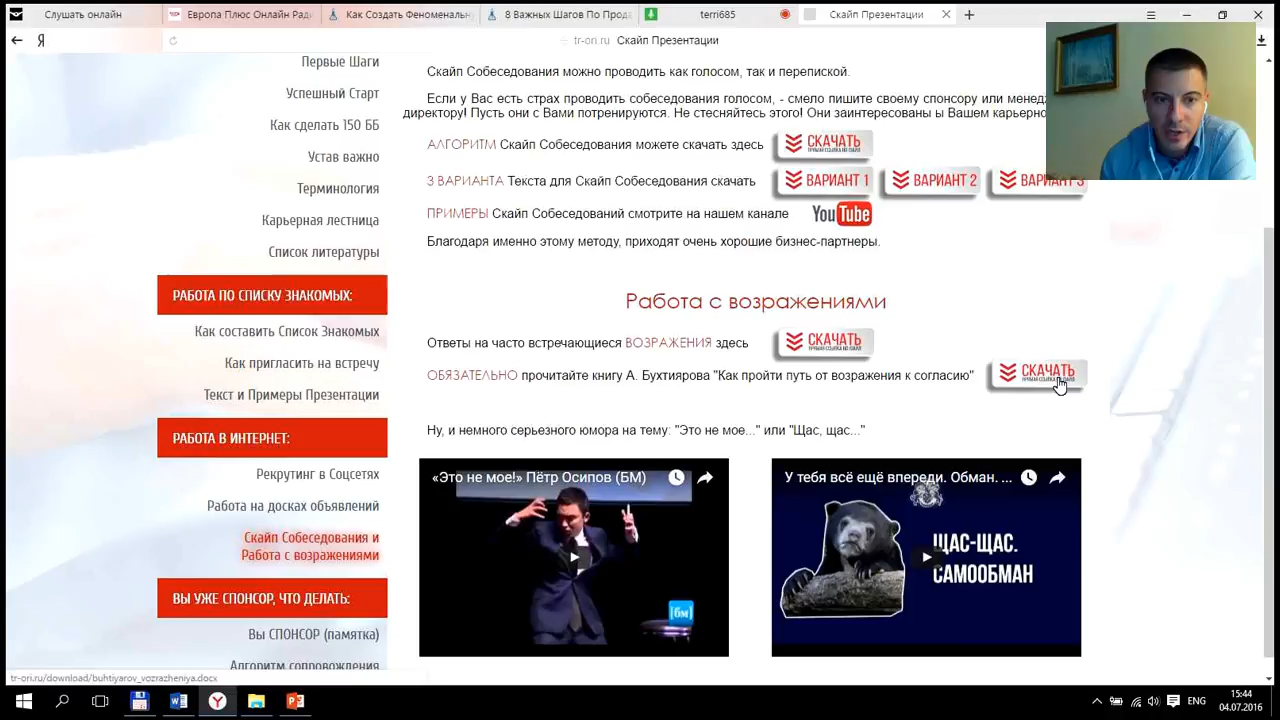 Слушать онлайн
Европа Плюс Онлайн Ради
Как Создать Феноменальн
8 Важных Шагов По Прода
terri685
Скайп Презентации
Я
tr-ori.ru Скайп Презентации
Первые Шаги
Успешный Старт
Как сделать 150 ББ
Устав важно
Терминология
Карьерная лестница
Список литературы
РАБОТА ПО СПИСКУ ЗНАКОМЫХ:
Как составить Список Знакомых
Как пригласить на встречу
Текст и Примеры Презентации
РАБОТА В ИНТЕРНЕТ:
Рекрутинг в Соцсетях
Работа на досках объявлений
Скайп Собеседования и
Работа с возражениями
ВЫ УЖЕ СПОНСОР, ЧТО ДЕЛАТЬ:
Вы СПОНСОР (памятка)
Алгоритм сопровождения
Скайп Собеседования можно проводить как голосом, так и перепиской.
Если у Вас есть страх проводить собеседования голосом, - смело пишите своему спонсору или менед
директору! Пусть они с Вами потренируются. Не стесняйтесь этого! Они заинтересованы ы Вашем карьерно
АЛГОРИТМ Скайп Собеседования можете скачать здесь СКАЧАТЬ
3 ВАРИАНТА Текста для Скайп Собеседования скачать ВАРИАНТ 1 ВАРИАНТ 2 ВАРИАНТ 3
ПРИМЕРЫ Скайп Собеседований смотрите на нашем канале YouTube
Благодаря именно этому методу, приходят очень хорошие бизнес-партнеры.
Работа с возражениями
Ответы на часто встречающиеся ВОЗРАЖЕНИЯ здесь СКАЧАТЬ
ОБЯЗАТЕЛЬНО прочитайте книгу А. Бухтиярова "Как пройти путь от возражения к согласию" СКАЧАТЬ
Ну, и немного серьезного юмора на тему: "Это не мое..." или "Щас, щас..."
«Это не мое!» Пётр Осипов (БМ)
[бм]
У тебя всё ещё впереди. Обман. ...
ЩАС-ЩАС.
САМООБМАН
tr-ori.ru/download/buhtiyarov_vozrazheniya.docx
ENG
15:44
04.07.2016